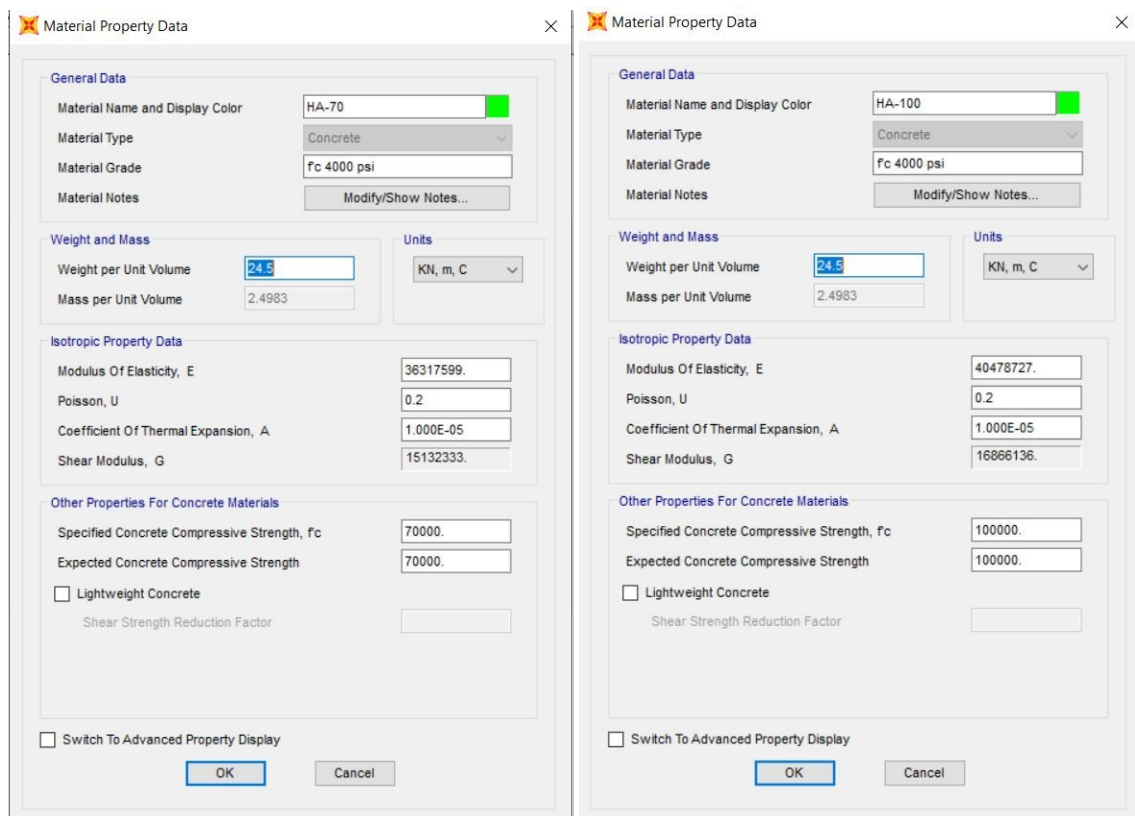 Material Property Data
General Data
Material Name and Display Color HA-70
Material Type Concrete
Material Grade f'c 4000 psi
Material Notes Modify/Show Notes...
Weight and Mass Units
Weight per Unit Volume 24.5 KN, m, C
Mass per Unit Volume 2.4983
Isotropic Property Data
Modulus Of Elasticity, E 36317599.
Poisson, U 0.2
Coefficient Of Thermal Expansion, A 1.000E-05
Shear Modulus, G 15132333.
Other Properties For Concrete Materials
Specified Concrete Compressive Strength, f'c 70000.
Expected Concrete Compressive Strength 70000.
Lightweight Concrete
Shear Strength Reduction Factor
Switch To Advanced Property Display
OK Cancel
Material Property Data
General Data
Material Name and Display Color HA-100
Material Type Concrete
Material Grade f'c 4000 psi
Material Notes Modify/Show Notes...
Weight and Mass Units
Weight per Unit Volume 24.5 KN, m, C
Mass per Unit Volume 2.4983
Isotropic Property Data
Modulus Of Elasticity, E 40478727.
Poisson, U 0.2
Coefficient Of Thermal Expansion, A 1.000E-05
Shear Modulus, G 16866136.
Other Properties For Concrete Materials
Specified Concrete Compressive Strength, f'c 100000.
Expected Concrete Compressive Strength 100000.
Lightweight Concrete
Shear Strength Reduction Factor
Switch To Advanced Property Display
OK Cancel